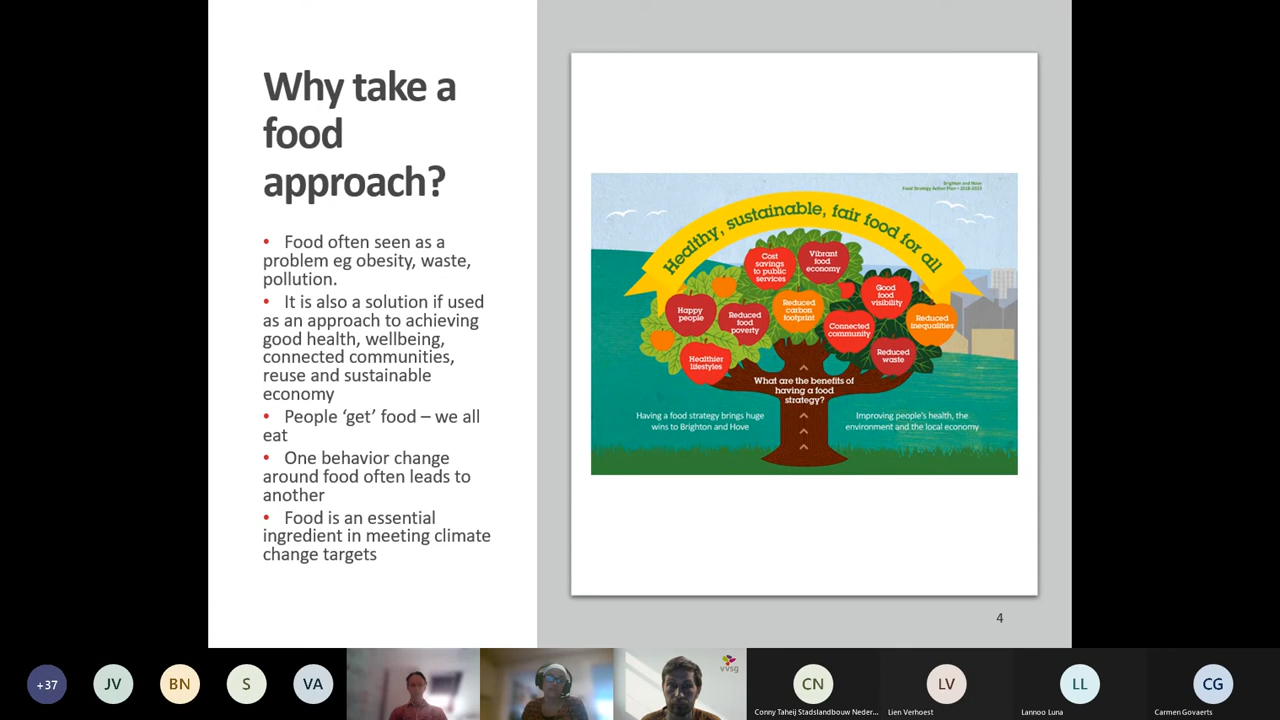 Why take a
food
approach?
• Food often seen as a
problem eg obesity, waste,
pollution.
• It is also a solution if used
as an approach to achieving
good health, wellbeing,
connected communities,
reuse and sustainable
economy
• People ‘get’ food – we all
eat
• One behavior change
around food often leads to
another
• Food is an essential
ingredient in meeting climate
change targets
Brighton and Hove
Food Strategy Action Plan • 2018-2023
Healthy, sustainable, fair food for all
Cost
savings
to public
services
Vibrant
food
economy
Good
food
visibility
Happy
people
Reduced
food
poverty
Reduced
carbon
footprint
Connected
community
Reduced
inequalities
Healthier
lifestyles
Reduced
waste
What are the benefits of
having a food
strategy?
Having a food strategy brings huge
wins to Brighton and Hove
Improving people's health, the
environment and the local economy
4
+37
JV
BN
S
VA
vvsg
CN
LV
LL
CG
Conny Taheij Stadslandbouw Neder...
Lien Verhoest
Lannoo Luna
Carmen Govaerts